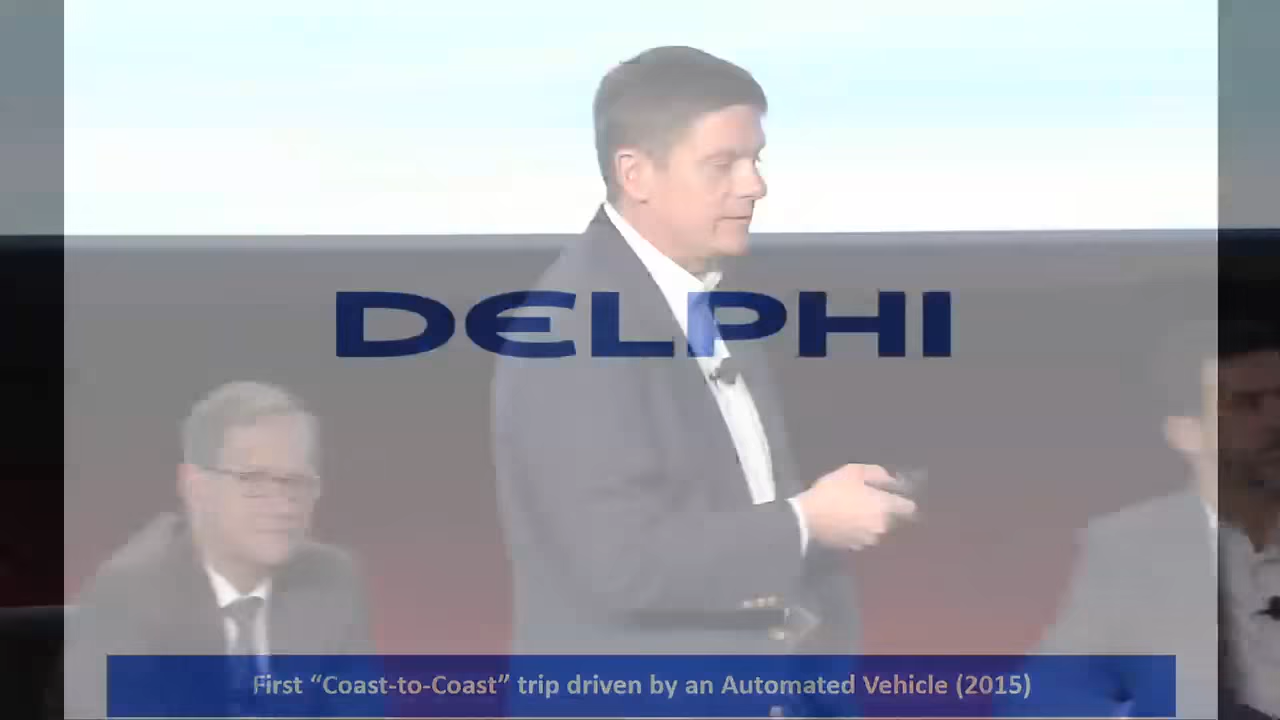 DELPHI
First “Coast-to-Coast” trip driven by an Automated Vehicle (2015)